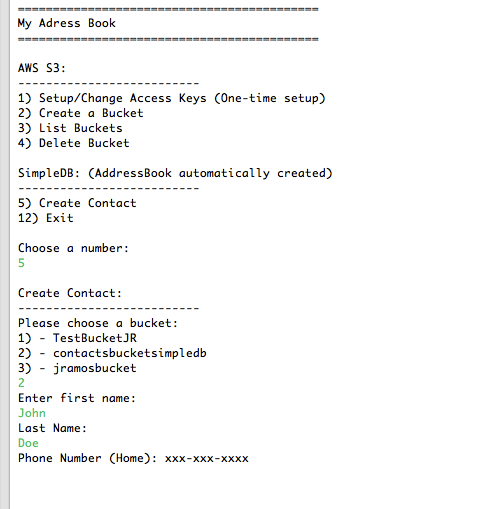 ===========================================
My Adress Book
===========================================
AWS S3:
--------------------------
1) Setup/Change Access Keys (One-time setup)
2) Create a Bucket
3) List Buckets
4) Delete Bucket
SimpleDB: (AddressBook automatically created)
--------------------------
5) Create Contact
12) Exit
Choose a number:
5
Create Contact:
--------------------------
Please choose a bucket:
1) - TestBucketJR
2) - contactsbucketsimpledb
3) - jramosbucket
2
Enter first name:
John
Last Name:
Doe
Phone Number (Home): xxx-xxx-xxxx